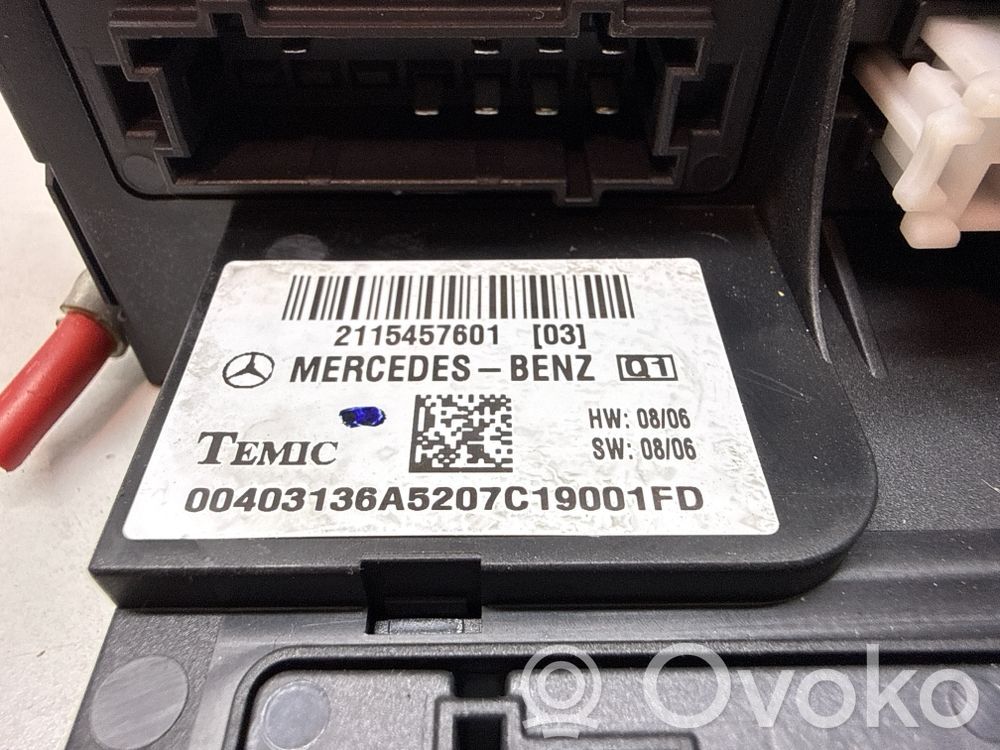 2115457601 [03]
MERCEDES-BENZ Q1
HW: 08/06
TEMIC
SW: 08/06
00403136A5207C19001FD
Ovoko